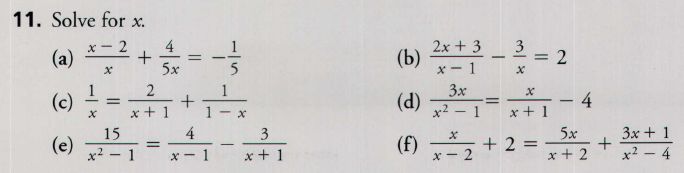 11. Solve for x.
(a) \frac{x - 2}{x} + \frac{4}{5x} = -\frac{1}{5} (b) \frac{2x + 3}{x - 1} - \frac{3}{x} = 2
(c) \frac{1}{x} = \frac{2}{x + 1} + \frac{1}{1 - x} (d) \frac{3x}{x^2 - 1} = \frac{x}{x + 1} - 4
(e) \frac{15}{x^2 - 1} = \frac{4}{x - 1} - \frac{3}{x + 1} (f) \frac{x}{x - 2} + 2 = \frac{5x}{x + 2} + \frac{3x + 1}{x^2 - 4}